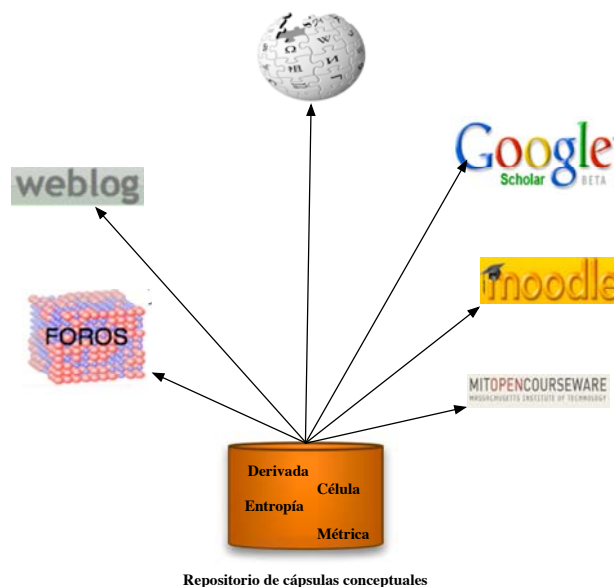 Ω
W
И
Google
Scholar BETA
weblog
moodle
FOROS
MITOPENCOURSEWARE
MASSACHUSETTS INSTITUTE OF TECHNOLOGY
Derivada
Célula
Entropía
Métrica
Repositorio de cápsulas conceptuales